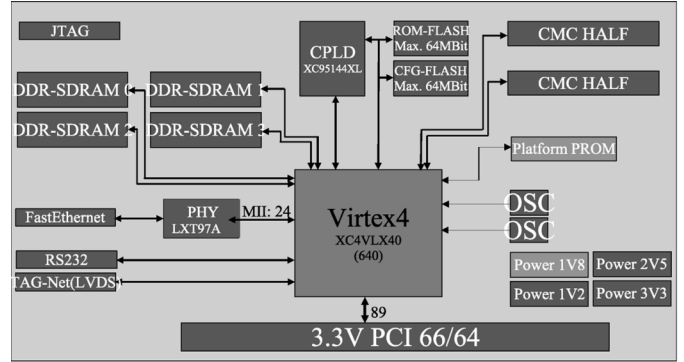 JTAG
CPLD
XC95144XL
ROM-FLASH
Max. 64MBit
CFG-FLASH
Max. 64MBit
CMC HALF
CMC HALF
DDR-SDRAM 0
DDR-SDRAM 1
DDR-SDRAM 2
DDR-SDRAM 3
Platform PROM
FastEthernet
PHY
LXT97A
MII: 24
Virtex4
XC4VLX40
(640)
OSC
OSC
RS232
TAG-Net(LVDS)
Power 1V8
Power 2V5
Power 1V2
Power 3V3
89
3.3V PCI 66/64